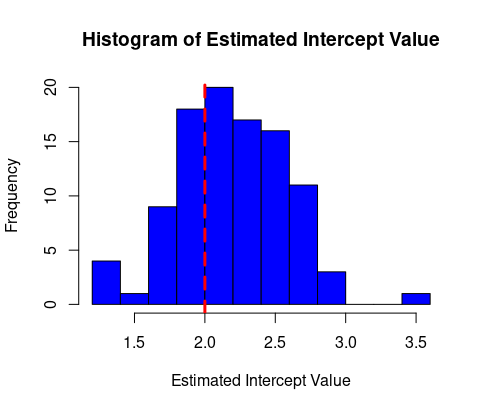 Histogram of Estimated Intercept Value
Frequency
20
15
10
5
0
1.5 2.0 2.5 3.0 3.5
Estimated Intercept Value